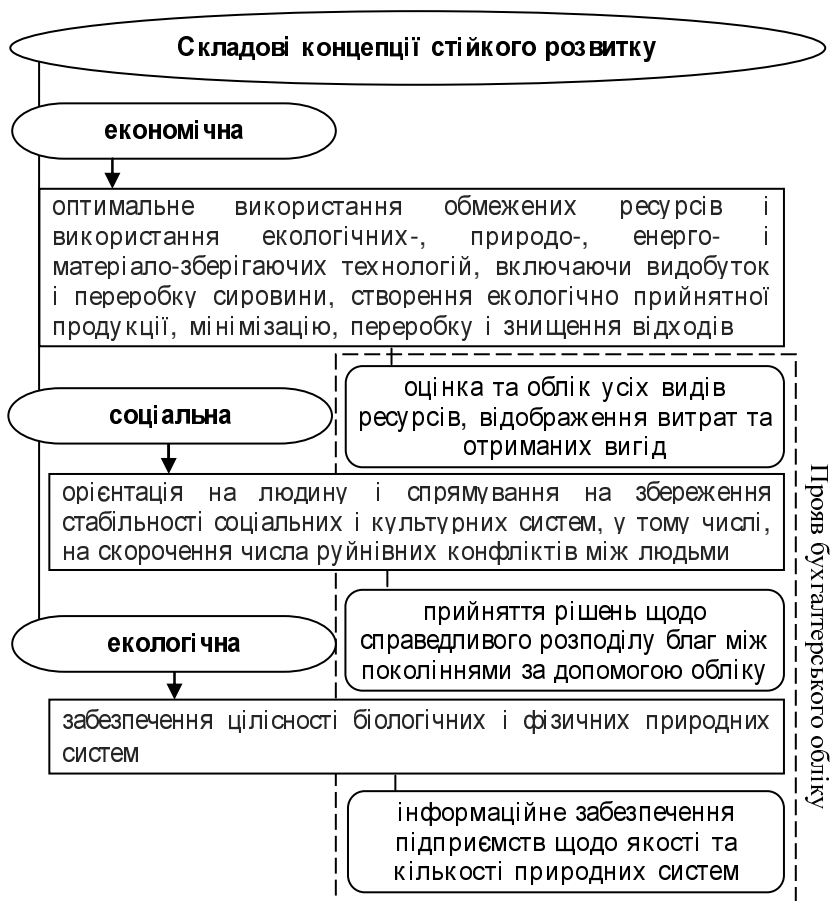 Складові концепції стійкого розвитку
економічна
оптимальне використання обмежених ресурсів і
використання екологічних-, природо-, енерго- і
матеріало-зберігаючих технологій, включаючи видобуток
і переробку сировини, створення екологічно прийнятної
продукції, мінімізацію, переробку і знищення відходів
оцінка та облік усіх видів
ресурсів, відображення витрат та
отриманих вигід
соціальна
орієнтація на людину і спрямування на збереження
стабільності соціальних і культурних систем, у тому числі,
на скорочення числа руйнівних конфліктів між людьми
прийняття рішень щодо
справедливого розподілу благ між
поколіннями за допомогою обліку
екологічна
забезпечення цілісності біологічних і фізичних природних
систем
інформаційне забезпечення
підприємств щодо якості та
кількості природних систем
Прояв бухгалтерського обліку